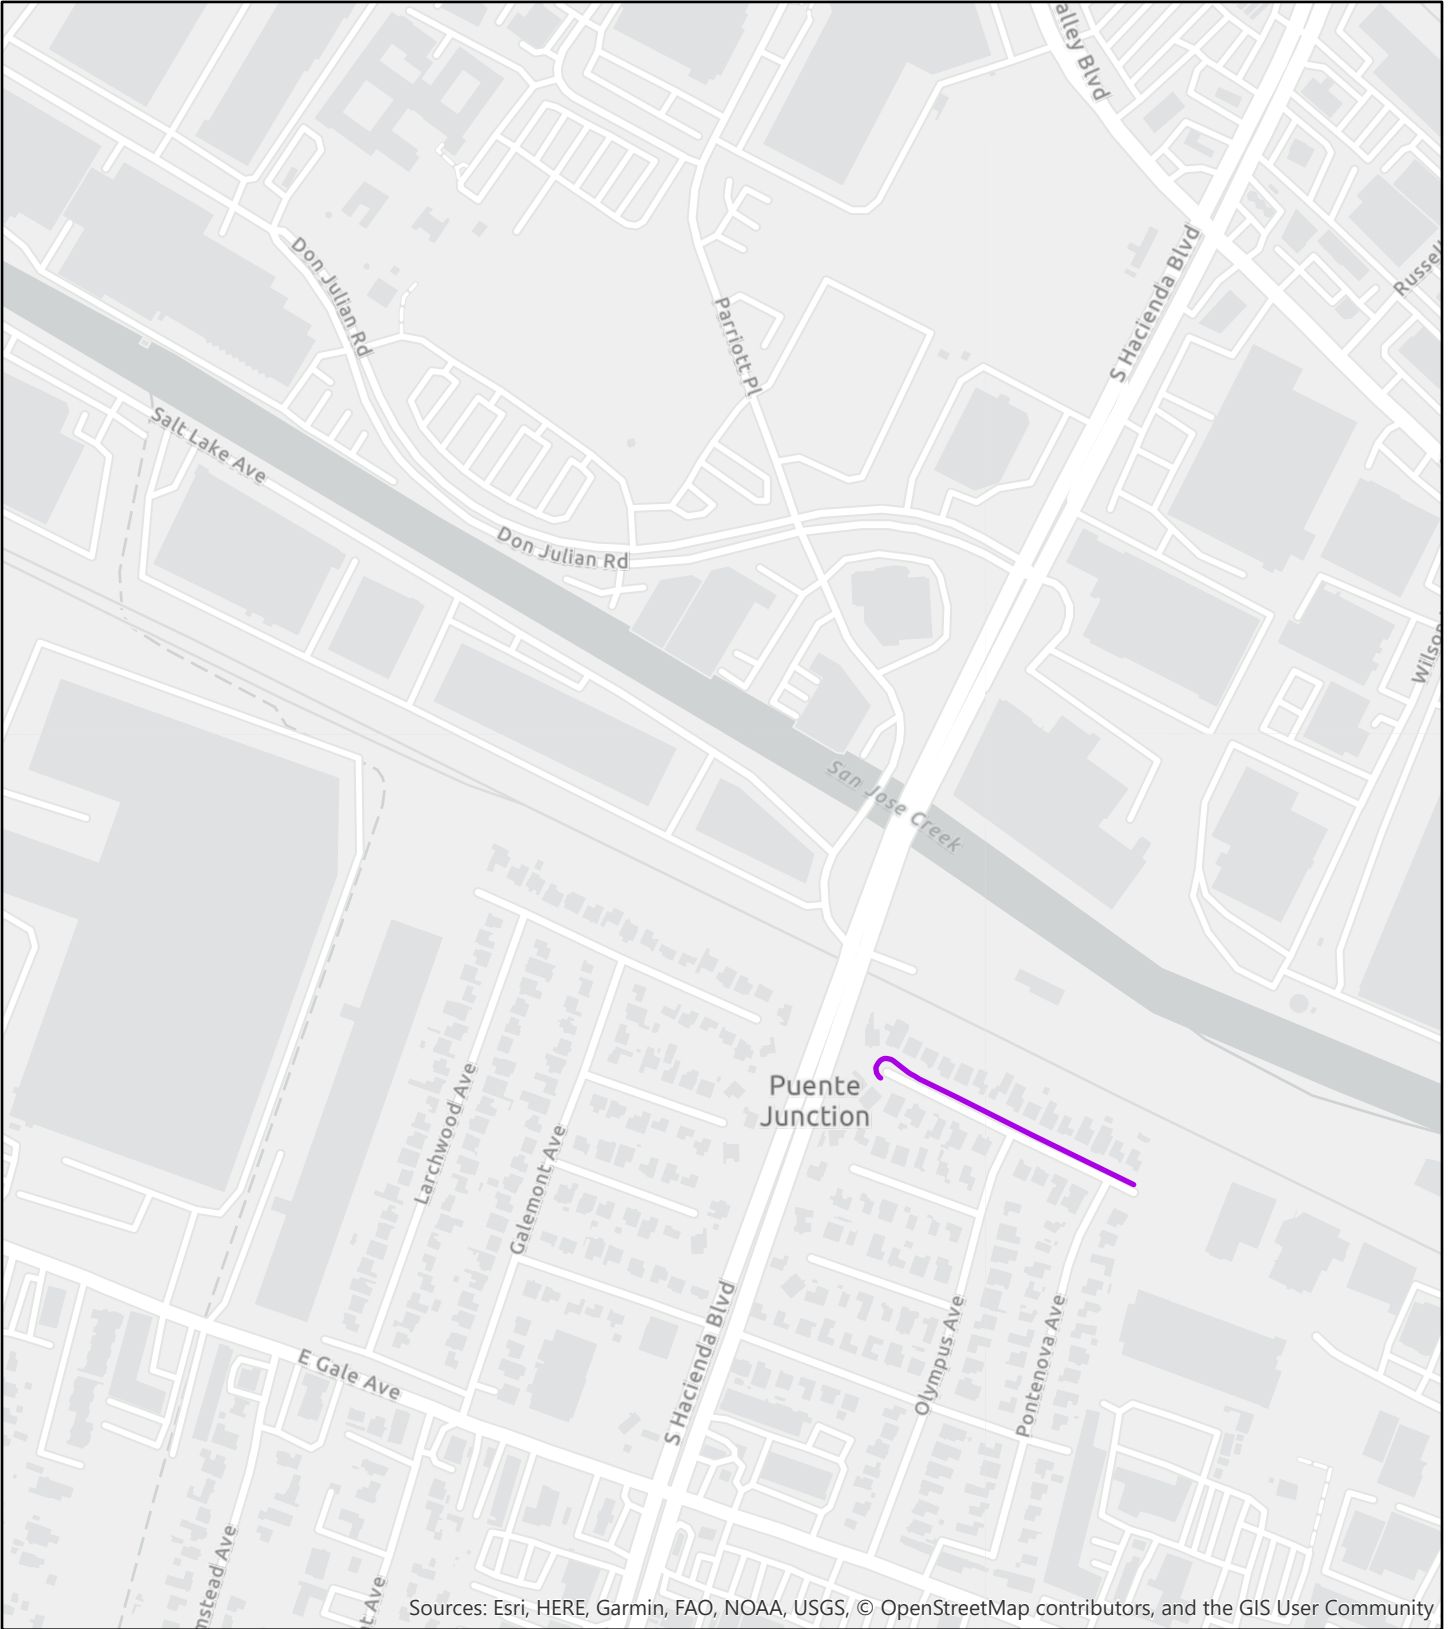 alley Blvd
S Hacienda Blvd
Russell
Don Julian Rd
Parriott Pl
Salt Lake Ave
Don Julian Rd
Wilson
San Jose Creek
Puente
Junction
Larchwood Ave
Galemont Ave
S Hacienda Blvd
Olympus Ave
Pontenova Ave
E Gale Ave
mstead Ave
t Ave
Sources: Esri, HERE, Garmin, FAO, NOAA, USGS, © OpenStreetMap contributors, and the GIS User Community